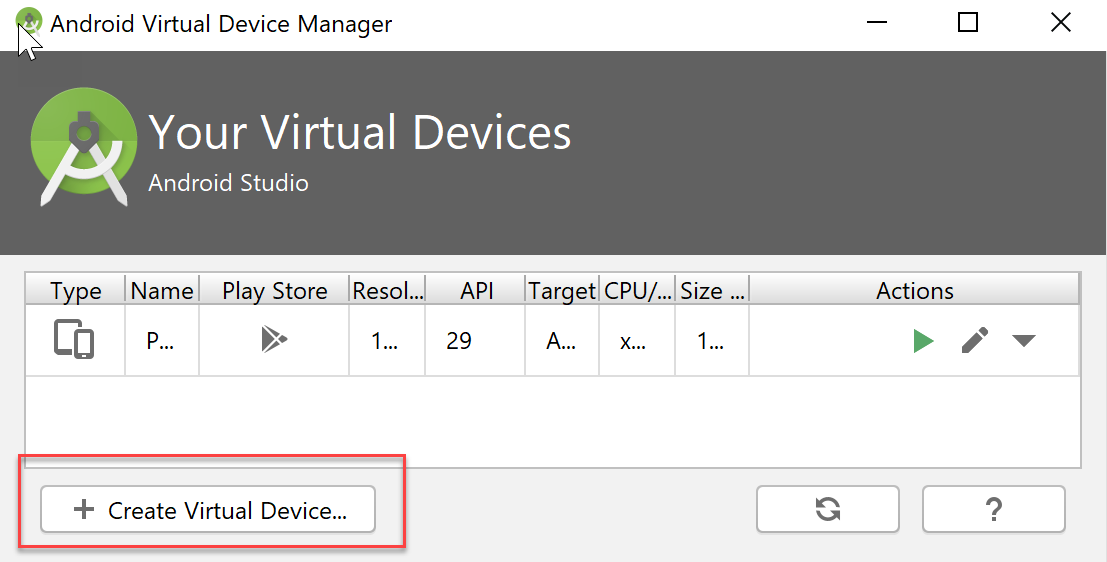 Android Virtual Device Manager
Your Virtual Devices
Android Studio
Type Name Play Store Resol... API Target CPU/... Size ... Actions
P... 1... 29 A... x... 1...
+ Create Virtual Device... ?